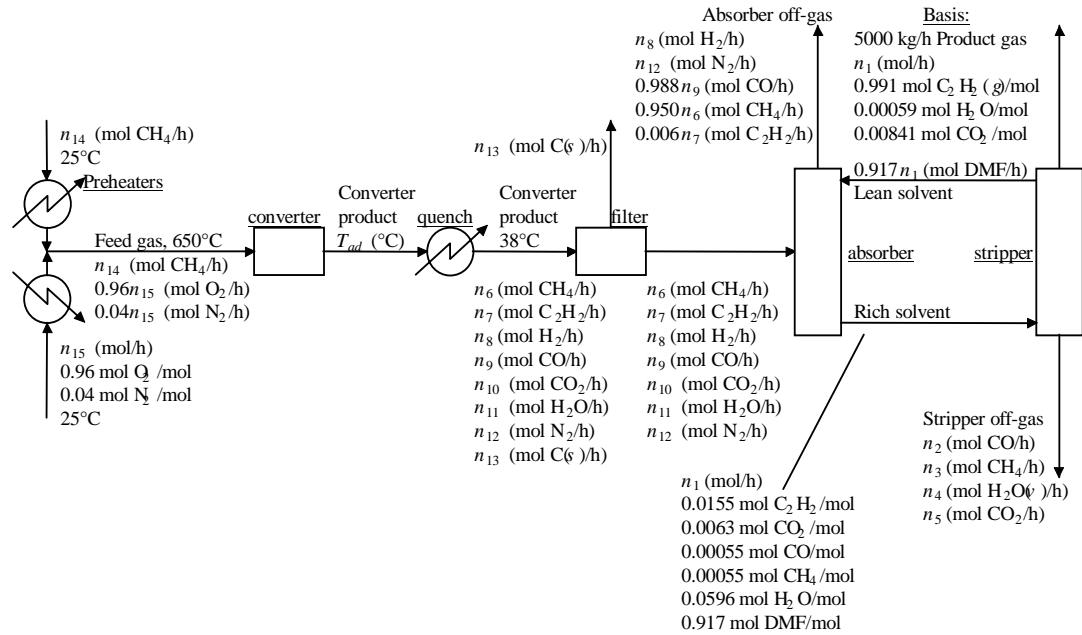 Absorber off-gas
n8 (mol H2/h)
n12 (mol N2/h)
0.988n9 (mol CO/h)
0.950n6 (mol CH4/h)
0.006n7 (mol C2H2/h)
Basis:
5000 kg/h Product gas
n1 (mol/h)
0.991 mol C2H2 (g)/mol
0.00059 mol H2O/mol
0.00841 mol CO2/mol
n14 (mol CH4/h)
25°C
Preheaters
n13 (mol C(s)/h)
0.917n1 (mol DMF/h)
Lean solvent
Converter
product
Tad (°C)
converter
quench
Converter
product
38°C
filter
Feed gas, 650°C
n14 (mol CH4/h)
0.96n15 (mol O2/h)
0.04n15 (mol N2/h)
absorber
stripper
n15 (mol/h)
0.96 mol O2/mol
0.04 mol N2/mol
25°C
n6 (mol CH4/h)
n7 (mol C2H2/h)
n8 (mol H2/h)
n9 (mol CO/h)
n10 (mol CO2/h)
n11 (mol H2O/h)
n12 (mol N2/h)
n13 (mol C(s)/h)
n6 (mol CH4/h)
n7 (mol C2H2/h)
n8 (mol H2/h)
n9 (mol CO/h)
n10 (mol CO2/h)
n11 (mol H2O/h)
n12 (mol N2/h)
Rich solvent
Stripper off-gas
n2 (mol CO/h)
n3 (mol CH4/h)
n4 (mol H2O(v)/h)
n5 (mol CO2/h)
n1 (mol/h)
0.0155 mol C2H2/mol
0.0063 mol CO2/mol
0.00055 mol CO/mol
0.00055 mol CH4/mol
0.0596 mol H2O/mol
0.917 mol DMF/mol